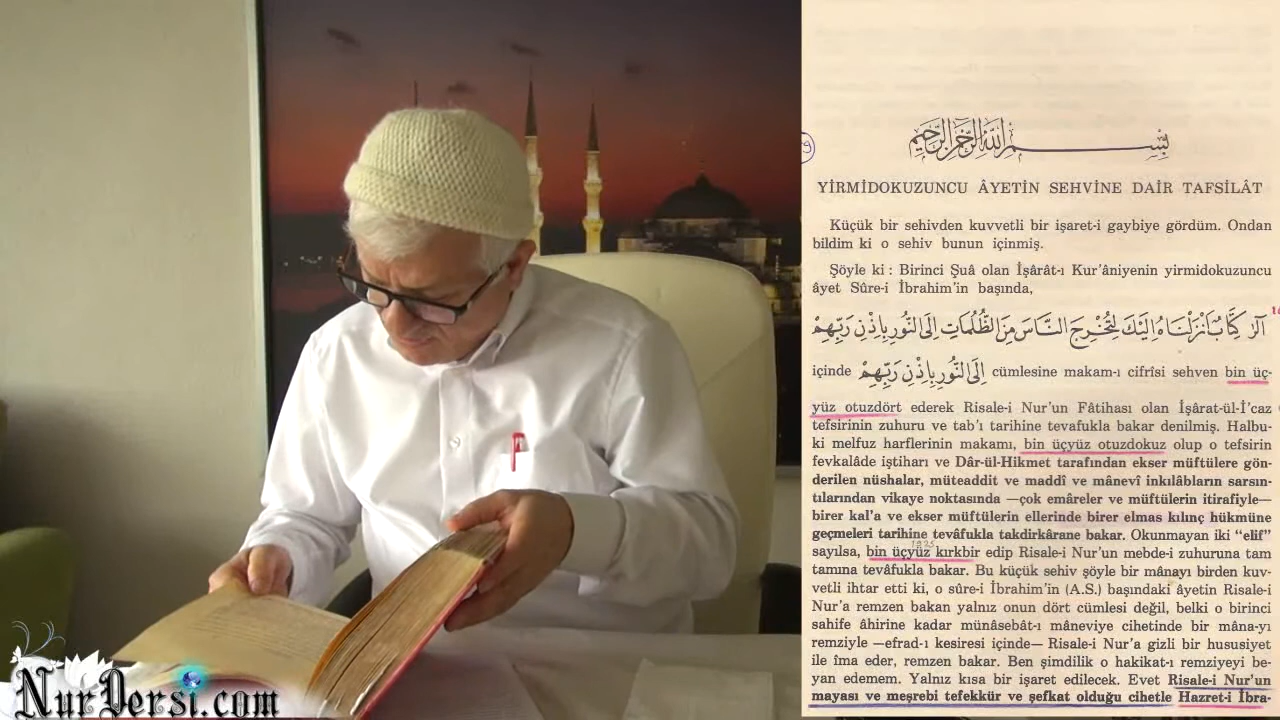 بِسْمِ اللّٰهِ الرَّحْمٰنِ الرَّحِيمِ
YİRMİDOKUZUNCU ÂYETİN SEHVİNE DAİR TAFSİLÂT
Küçük bir sehivden kuvvetli bir işaret-i gaybiye gördüm. Ondan
bildim ki o sehiv bunun içinmiş.
Şöyle ki : Birinci Şuâ olan İşârât-ı Kur'âniyenin yirmidokuzuncu
âyet Sûre-i İbrahim'in başında,
آلر كِتَابٌ اَنْزَلْنَاهُ اِلَيْكَ لِتُخْرِجَ النَّاسَ مِنَ الظُّلُمَاتِ اِلَى النُّورِ بِاِذْنِ رَبِّهِمْ
içinde اِلَى النُّورِ بِاِذْنِ رَبِّهِمْ cümlesine makam-ı cifrîsi sehven bin üç-
yüz otuzdört ederek Risale-i Nur'un Fâtihası olan İşârat-ül-İ'caz
tefsirinin zuhuru ve tab'ı tarihine tevafukla bakar denilmiş. Halbu-
ki melfuz harflerinin makamı, bin üçyüz otuzdokuz olup o tefsirin
fevkalâde iştiharı ve Dâr-ül-Hikmet tarafından ekser müftülere gön-
derilen nüshalar, müteaddit ve maddî ve mânevî inkılâbların sarsın-
tılarından vikaye noktasında —çok emâreler ve müftülerin itirafiyle—
birer kal'a ve ekser müftülerin ellerinde birer elmas kılınç hükmüne
geçmeleri tarihine tevâfukla takdirkârane bakar. Okunmayan iki "elif"
sayılsa, bin üçyüz kırkbir edip Risale-i Nur'un mebde-i zuhuruna tam
tamına tevâfukla bakar. Bu küçük sehiv şöyle bir mânayı birden kuv-
vetli ihtar etti ki, o sûre-i İbrahim'in (A.S.) başındaki âyetin Risale-i
Nur'a remzen bakan yalnız onun dört cümlesi değil, belki o birinci
sahife âhirine kadar münâsebât-ı mâneviye cihetinde bir mâna-yı
remziyle —efrad-ı kesiresi içinde— Risale-i Nur'a gizli bir hususiyet
ile îma eder, remzen bakar. Ben şimdilik o hakikat-ı remziyeyi be-
yan edemem. Yalnız kısa bir işaret edilecek. Evet Risale-i Nur'un
mayası ve meşrebi tefekkür ve şefkat olduğu cihetle Hazret-i İbra-
NurDersi.com